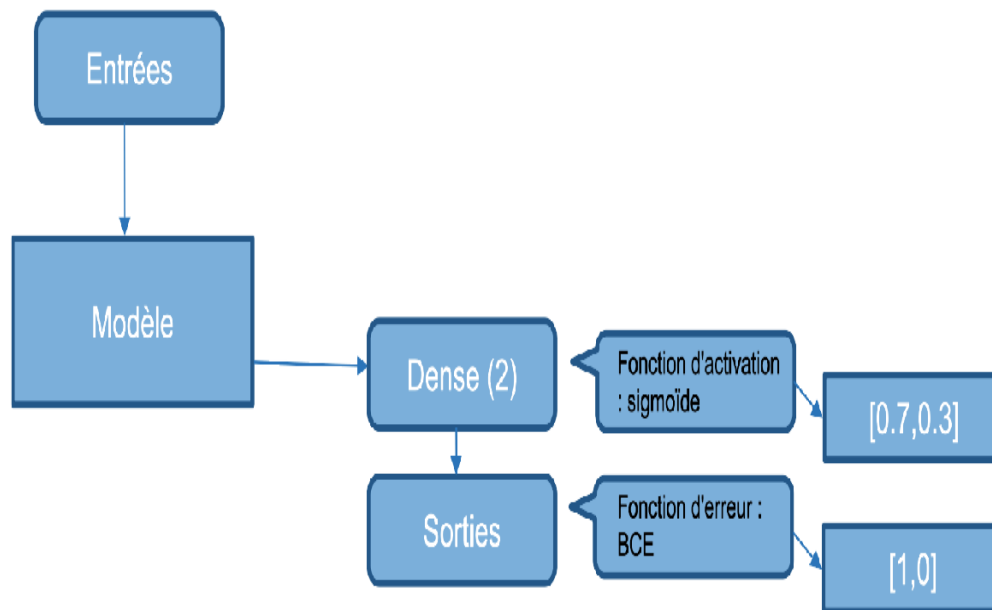 Entrées
Modèle
Dense (2)
Fonction d'activation
: sigmoïde
[0.7,0.3]
Sorties
Fonction d'erreur :
BCE
[1,0]